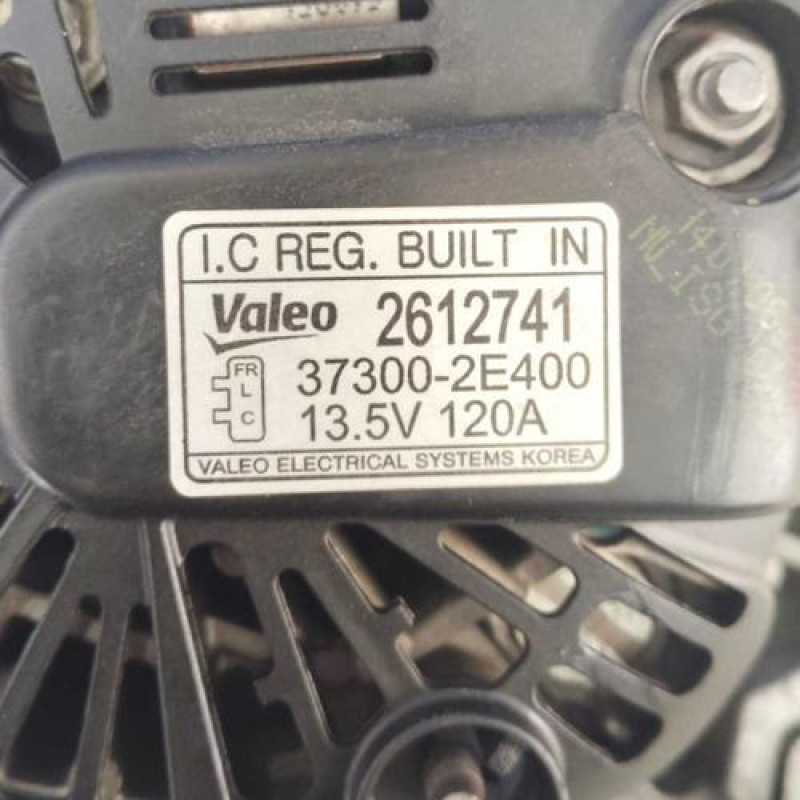 I.C REG. BUILT IN
Valeo 2612741
FR 37300-2E400
L
C 13.5V 120A
VALEO ELECTRICAL SYSTEMS KOREA